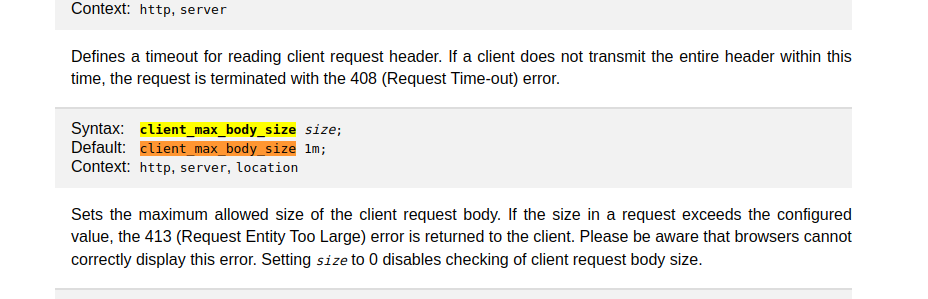 Context: http, server
Defines a timeout for reading client request header. If a client does not transmit the entire header within this
time, the request is terminated with the 408 (Request Time-out) error.
Syntax: client_max_body_size size;
Default: client_max_body_size 1m;
Context: http, server, location
Sets the maximum allowed size of the client request body. If the size in a request exceeds the configured
value, the 413 (Request Entity Too Large) error is returned to the client. Please be aware that browsers cannot
correctly display this error. Setting size to 0 disables checking of client request body size.